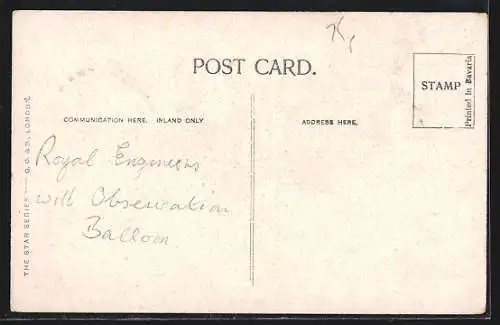 POST CARD.
STAMP
Printed in Bavaria
COMMUNICATION HERE. INLAND ONLY
ADDRESS HERE.
THE STAR SERIES — G. D. & D., LONDON.
Royal Engineers
with Observation
Balloon